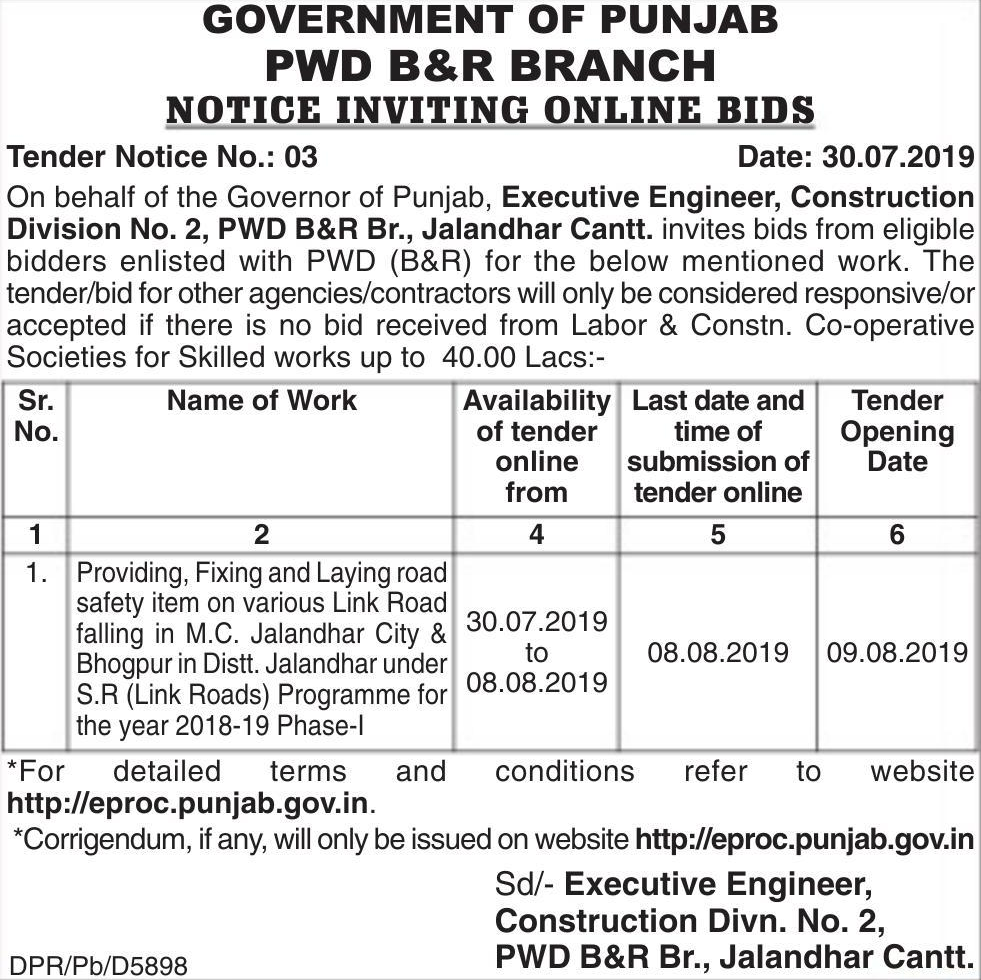 GOVERNMENT OF PUNJAB
PWD B&R BRANCH
NOTICE INVITING ONLINE BIDS
Tender Notice No.: 03 Date: 30.07.2019
On behalf of the Governor of Punjab, Executive Engineer, Construction
Division No. 2, PWD B&R Br., Jalandhar Cantt. invites bids from eligible
bidders enlisted with PWD (B&R) for the below mentioned work. The
tender/bid for other agencies/contractors will only be considered responsive/or
accepted if there is no bid received from Labor & Constn. Co-operative
Societies for Skilled works up to 40.00 Lacs:-
Sr.
No.
Name of Work
Availability
of tender
online
from
Last date and
time of
submission of
tender online
Tender
Opening
Date
1 2 4 5 6
1.
Providing, Fixing and Laying road
safety item on various Link Road
falling in M.C. Jalandhar City &
Bhogpur in Distt. Jalandhar under
S.R (Link Roads) Programme for
the year 2018-19 Phase-I
30.07.2019
to
08.08.2019
08.08.2019
09.08.2019
*For detailed terms and conditions refer to website
http://eproc.punjab.gov.in.
*Corrigendum, if any, will only be issued on website http://eproc.punjab.gov.in
Sd/- Executive Engineer,
Construction Divn. No. 2,
PWD B&R Br., Jalandhar Cantt.
DPR/Pb/D5898